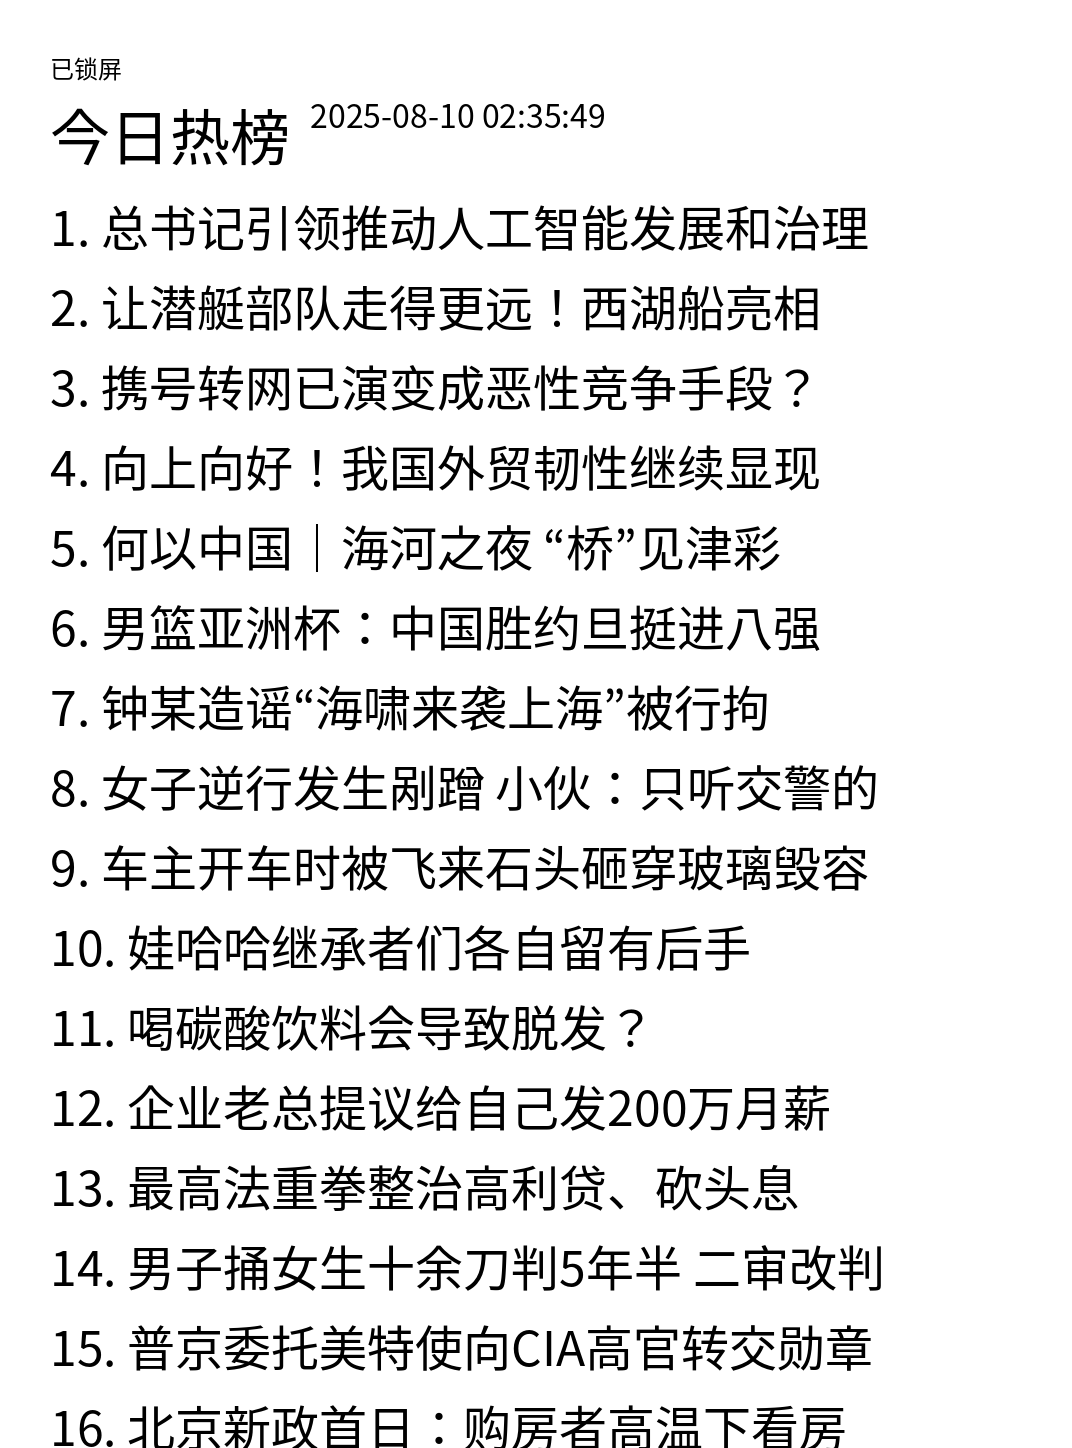 已锁屏
今日热榜 2025-08-10 02:35:49
1. 总书记引领推动人工智能发展和治理
2. 让潜艇部队走得更远！西湖船亮相
3. 携号转网已演变成恶性竞争手段？
4. 向上向好！我国外贸韧性继续显现
5. 何以中国｜海河之夜 “桥”见津彩
6. 男篮亚洲杯：中国胜约旦挺进八强
7. 钟某造谣“海啸来袭上海”被行拘
8. 女子逆行发生剐蹭 小伙：只听交警的
9. 车主开车时被飞来石头砸穿玻璃毁容
10. 娃哈哈继承者们各自留有后手
11. 喝碳酸饮料会导致脱发？
12. 企业老总提议给自己发200万月薪
13. 最高法重拳整治高利贷、砍头息
14. 男子捅女生十余刀判5年半 二审改判
15. 普京委托美特使向CIA高官转交勋章
16. 北京新政首日：购房者高温下看房